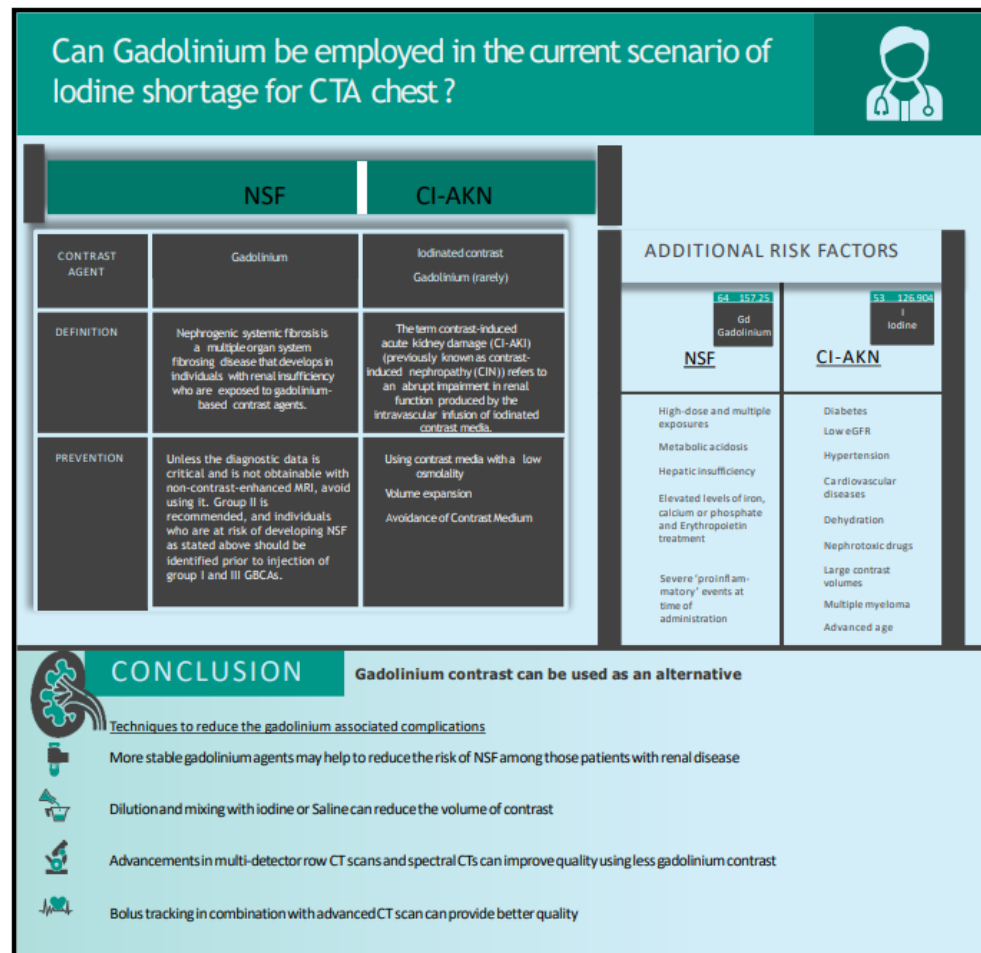 Can Gadolinium be employed in the current scenario of
Iodine shortage for CTA chest ?
NSF
CI-AKN
CONTRAST
AGENT
Gadolinium
Iodinated contrast
Gadolinium (rarely)
DEFINITION
Nephrogenic systemic fibrosis is
a multiple organ system
fibrosing disease that develops in
individuals with renal insufficiency
who are exposed to gadolinium-
based contrast agents.
The term contrast-induced
acute kidney damage (CI-AKI)
(previously known as contrast-
induced nephropathy (CIN)) refers to
an abrupt impairment in renal
function produced by the
intravascular infusion of iodinated
contrast media.
PREVENTION
Unless the diagnostic data is
critical and is not obtainable with
non-contrast-enhanced MRI, avoid
using it. Group II is
recommended, and individuals
who are at risk of developing NSF
as stated above should be
identified prior to injection of
group I and III GBCAs.
Using contrast media with a low
osmolality
Volume expansion
Avoidance of Contrast Medium
ADDITIONAL RISK FACTORS
64 157.25
Gd
Gadolinium
NSF
53 126.904
I
Iodine
CI-AKN
High-dose and multiple
exposures
Metabolic acidosis
Hepatic insufficiency
Elevated levels of iron,
calcium or phosphate
and Erythropoietin
treatment
Severe 'proinflam-
matory' events at
time of
administration
Diabetes
Low eGFR
Hypertension
Cardiovascular
diseases
Dehydration
Nephrotoxic drugs
Large contrast
volumes
Multiple myeloma
Advanced age
CONCLUSION
Gadolinium contrast can be used as an alternative
Techniques to reduce the gadolinium associated complications
More stable gadolinium agents may help to reduce the risk of NSF among those patients with renal disease
Dilution and mixing with iodine or Saline can reduce the volume of contrast
Advancements in multi-detector row CT scans and spectral CTs can improve quality using less gadolinium contrast
Bolus tracking in combination with advanced CT scan can provide better quality